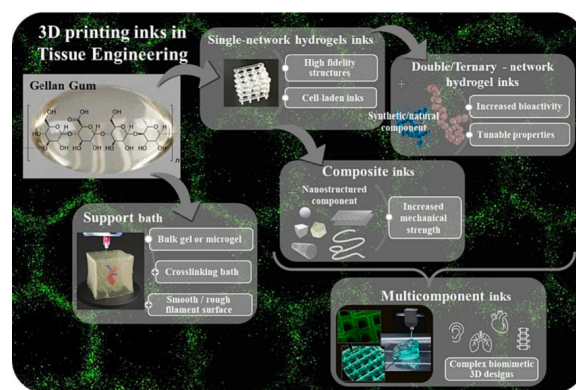 3D printing inks in
Tissue Engineering
Gellan Gum
Single-network hydrogels inks
High fidelity
structures
Cell-laden inks
Double/Ternary - network
hydrogel inks
+
Synthetic/natural
component
Increased bioactivity
Tunable properties
Composite inks
+
Nanostructured
component
Increased
mechanical
strength
Support bath
Bulk gel or microgel
Crosslinking bath
Smooth / rough
filament surface
Multicomponent inks
Complex biomimetic
3D designs